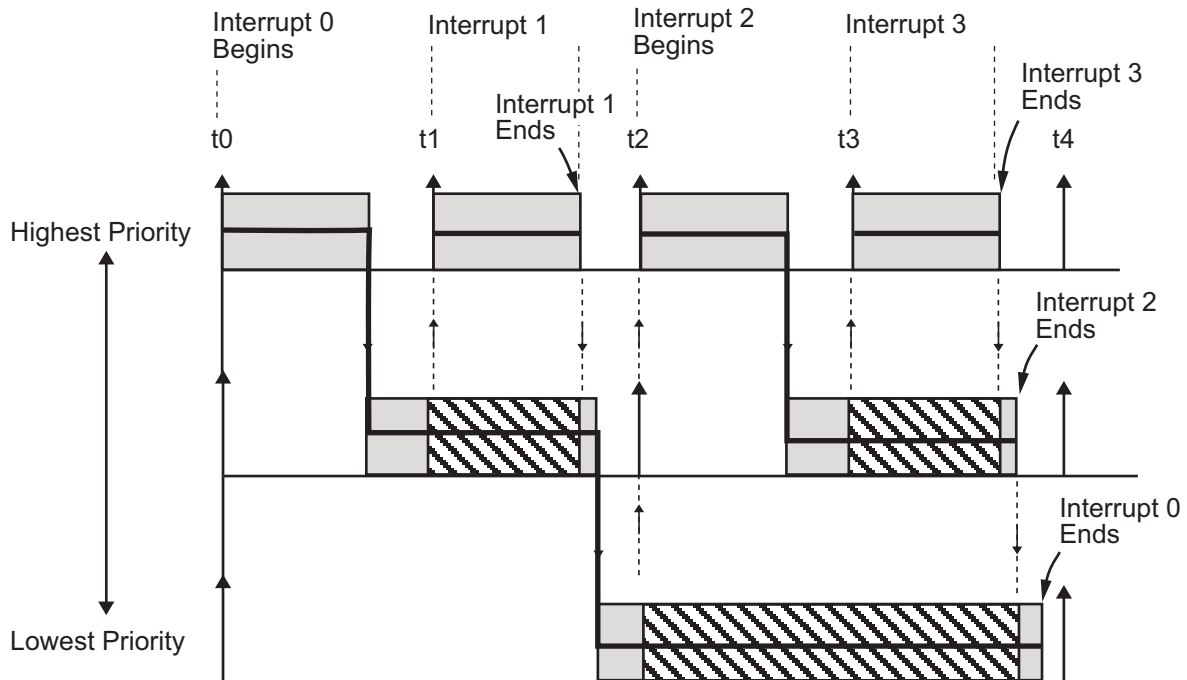 Interrupt 0
Begins
Interrupt 1
Interrupt 2
Begins
Interrupt 3
Interrupt 1
Ends
Interrupt 3
Ends
t0
t1
t2
t3
t4
Highest Priority
Interrupt 2
Ends
Interrupt 0
Ends
Lowest Priority